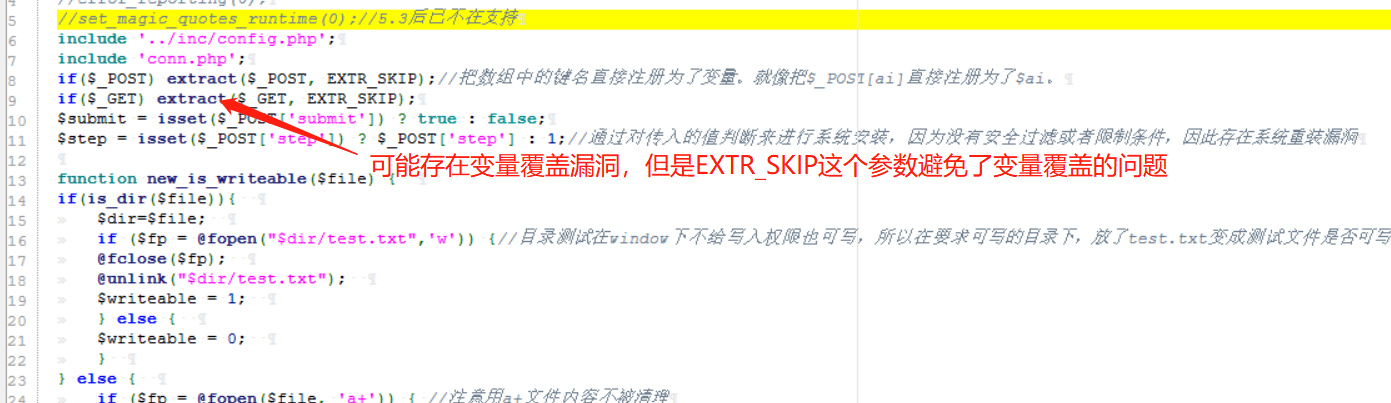 4 //error_reporting(0);
5 //set_magic_quotes_runtime(0);//5.3后已不在支持
6 include '../inc/config.php';
7 include 'conn.php';
8 if($_POST) extract($_POST, EXTR_SKIP);//把数组中的键名直接注册为了变量。就像把$_POST[ai]直接注册为了$ai。
9 if($_GET) extract($_GET, EXTR_SKIP);
10 $submit = isset($_POST['submit']) ? true : false;
11 $step = isset($_POST['step']) ? $_POST['step'] : 1;//通过对传入的值判断来进行系统安装，因为没有安全过滤或者限制条件，因此存在系统重装漏洞
12
可能存在变量覆盖漏洞，但是EXTR_SKIP这个参数避免了变量覆盖的问题
13 function new_is_writeable($file) {
14 if(is_dir($file)){
15 $dir=$file;
16 if ($fp = @fopen("$dir/test.txt",'w')) {//目录测试在window下不给写入权限也可写，所以在要求可写的目录下，放了test.txt变成测试文件是否可写
17 @fclose($fp);
18 @unlink("$dir/test.txt");
19 $writeable = 1;
20 } else {
21 $writeable = 0;
22 }
23 } else {
24 if ($fp = @fopen($file, 'a+')) { //注意用a+文件内容不被清理